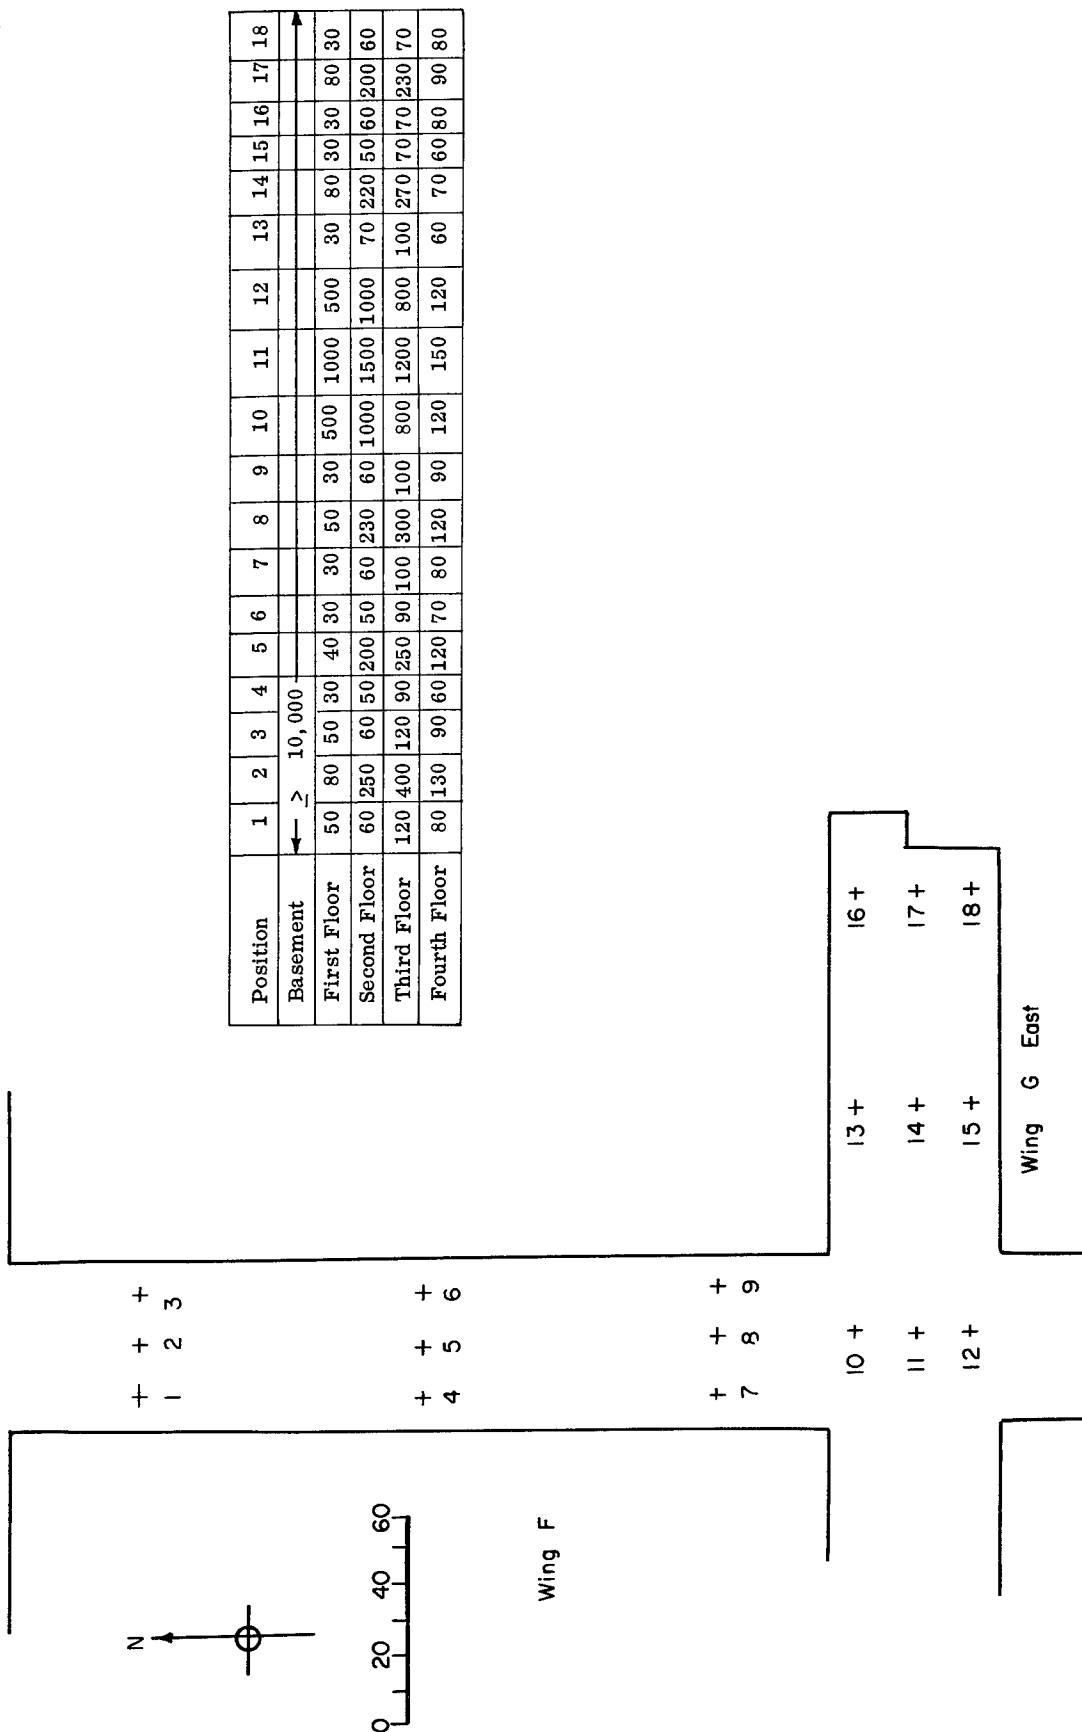 Position 1 2 3 4 5 6 7 8 9 10 11 12 13 14 15 16 17 18
Basement ≥ 10,000
First Floor 50 80 50 30 40 30 30 50 30 500 1000 500 30 80 30 30 80 30
Second Floor 60 250 60 50 200 50 60 230 60 1000 1500 1000 70 220 50 60 200 60
Third Floor 120 400 120 90 250 90 100 300 100 800 1200 800 100 270 70 70 230 70
Fourth Floor 80 130 90 60 120 70 80 120 90 120 150 120 60 70 60 80 90 80
N
0 20 40 60
Wing F
+ + +
1 2 3
+ + +
4 5 6
+ + +
7 8 9
10 + 13 + 16 +
11 + 14 + 17 +
12 + 15 + 18 +
Wing G East